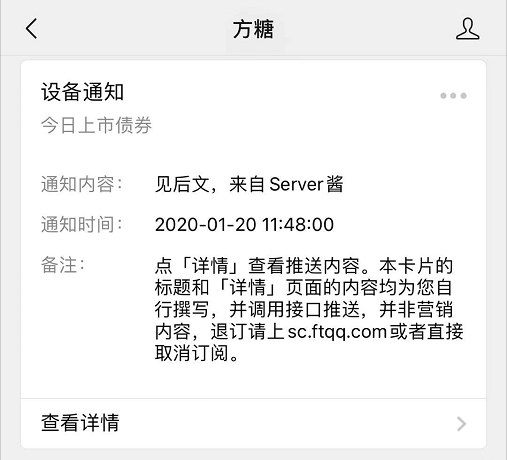 方糖
设备通知
今日上市债券
通知内容： 见后文，来自Server酱
通知时间： 2020-01-20 11:48:00
备注： 点「详情」查看推送内容。本卡片的
标题和「详情」页面的内容均为您自
行撰写，并调用接口推送，并非营销
内容，退订请上sc.ftqq.com或者直接
取消订阅。
查看详情